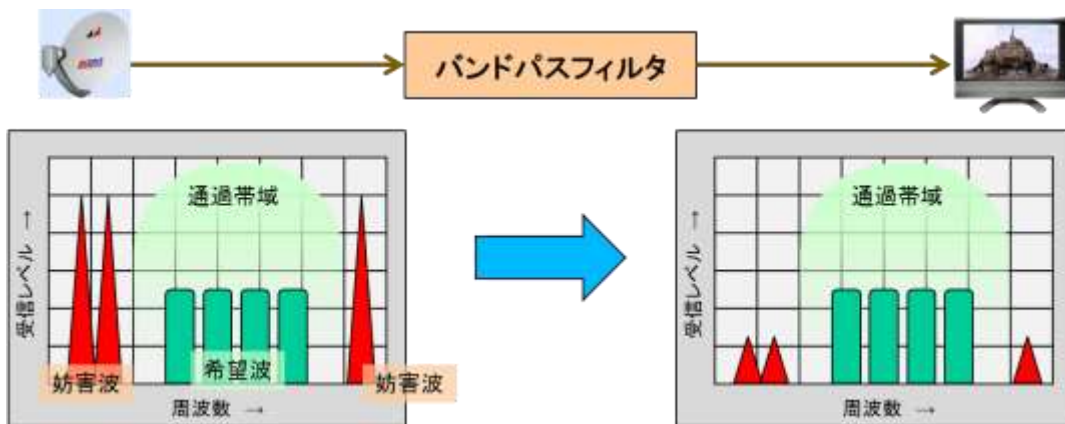 バンドパスフィルタ
通過帯域
受信レベル →
妨害波
希望波
妨害波
周波数 →
通過帯域
受信レベル →
周波数 →